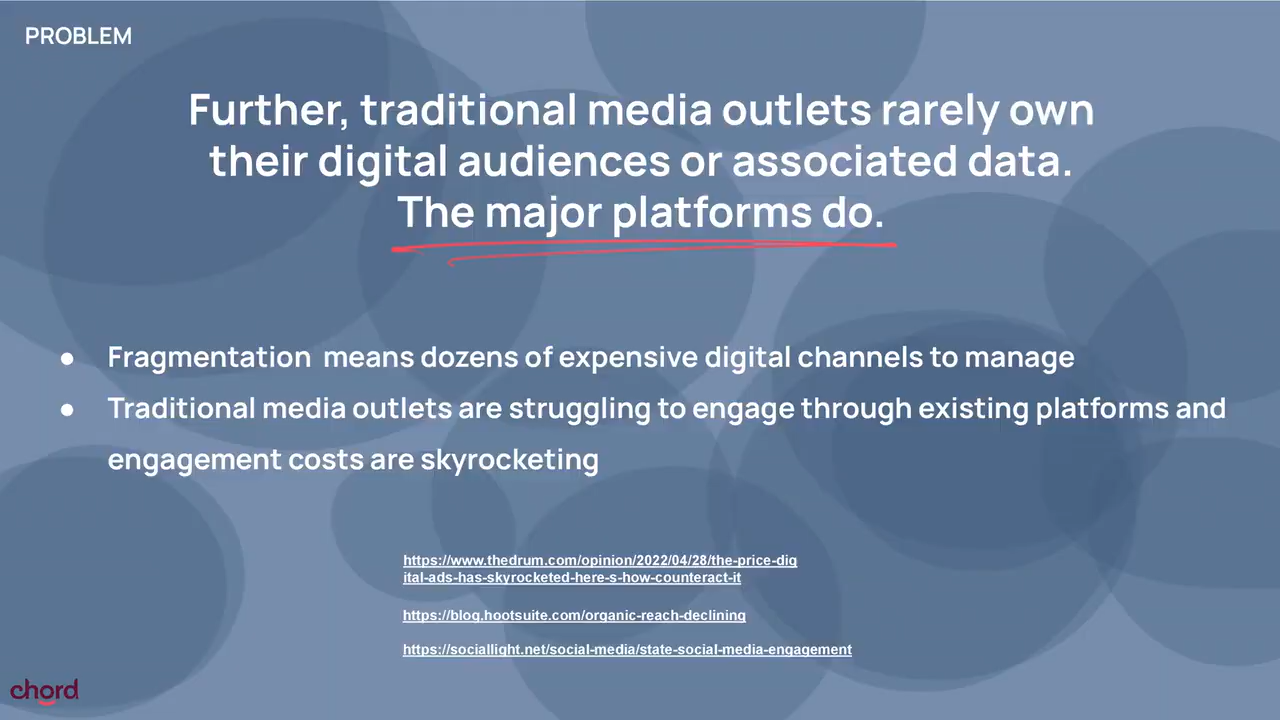 PROBLEM
Further, traditional media outlets rarely own
their digital audiences or associated data.
The major platforms do.
● Fragmentation  means dozens of expensive digital channels to manage
● Traditional media outlets are struggling to engage through existing platforms and
engagement costs are skyrocketing
https://www.thedrum.com/opinion/2022/04/28/the-price-dig
ital-ads-has-skyrocketed-here-s-how-counteract-it
https://blog.hootsuite.com/organic-reach-declining
https://sociallight.net/social-media/state-social-media-engagement
chord